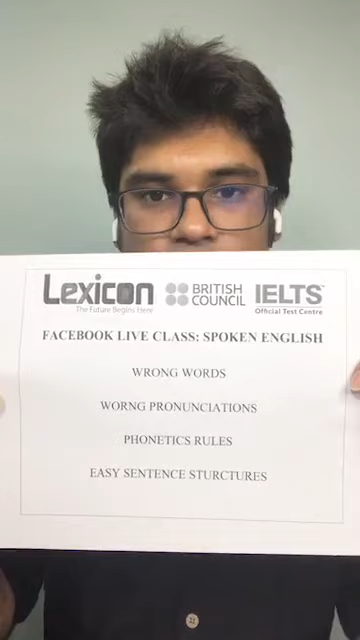 Lexicon BRITISH COUNCIL IELTS™
The Future Begins Here Official Test Centre
FACEBOOK LIVE CLASS: SPOKEN ENGLISH
WRONG WORDS
WORNG PRONUNCIATIONS
PHONETICS RULES
EASY SENTENCE STURCTURES